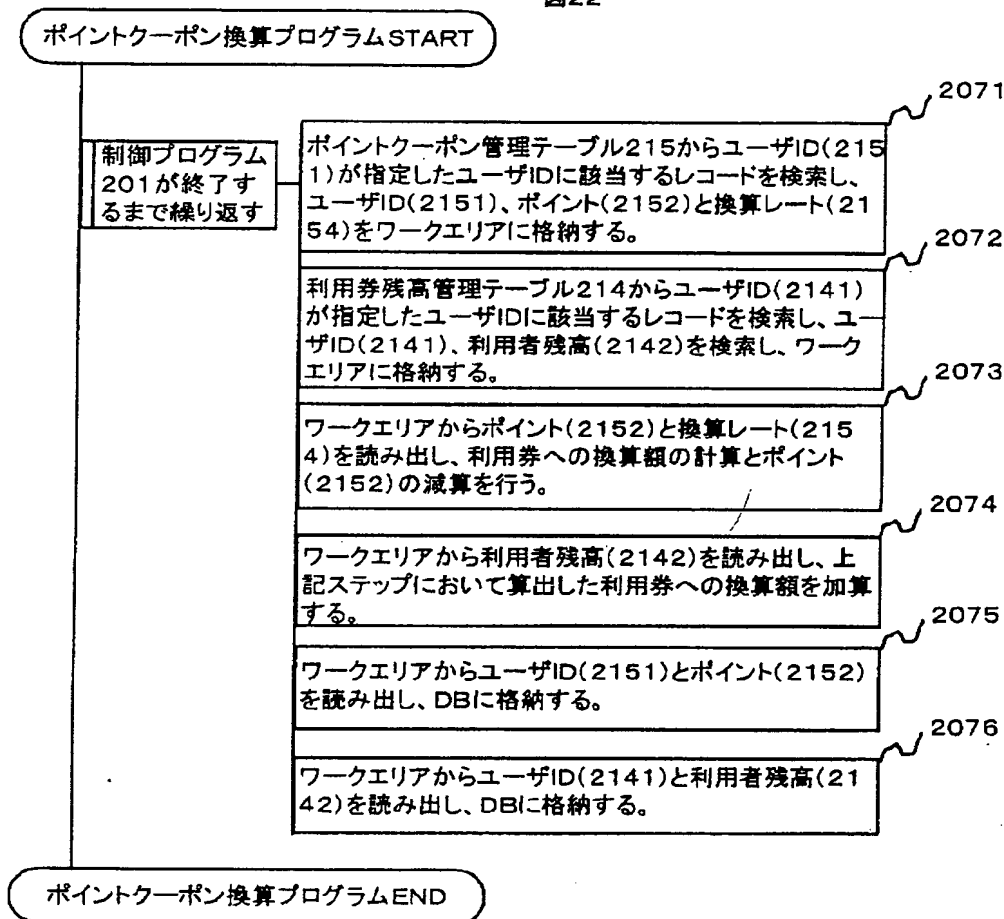 図22
ポイントクーポン換算プログラムSTART
2071
制御プログラム
201が終了す
るまで繰り返す
ポイントクーポン管理テーブル215からユーザID(215
1)が指定したユーザIDに該当するレコードを検索し、
ユーザID(2151)、ポイント(2152)と換算レート(21
54)をワークエリアに格納する。
2072
利用券残高管理テーブル214からユーザID(2141)
が指定したユーザIDに該当するレコードを検索し、ユー
ザID(2141)、利用者残高(2142)を検索し、ワーク
エリアに格納する。
2073
ワークエリアからポイント(2152)と換算レート(215
4)を読み出し、利用券への換算額の計算とポイント
(2152)の減算を行う。
2074
ワークエリアから利用者残高(2142)を読み出し、上
記ステップにおいて算出した利用券への換算額を加算
する。
2075
ワークエリアからユーザID(2151)とポイント(2152)
を読み出し、DBに格納する。
2076
ワークエリアからユーザID(2141)と利用者残高(21
42)を読み出し、DBに格納する。
ポイントクーポン換算プログラムEND